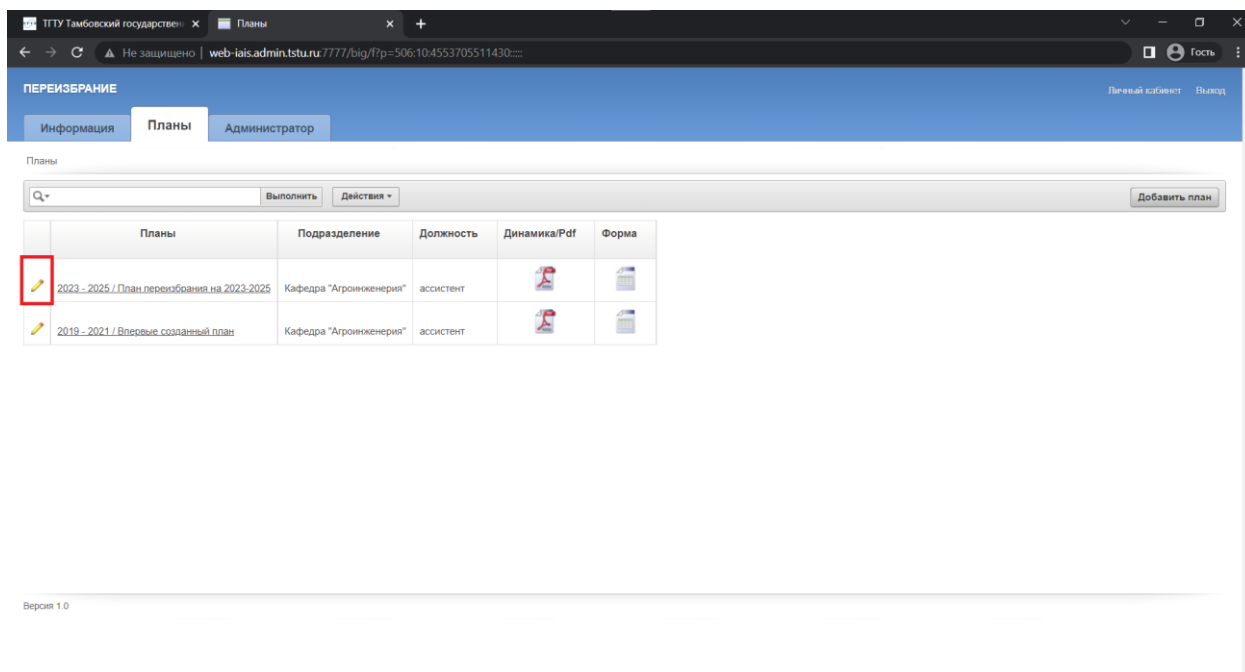 ТГТУ Тамбовский государствен
Планы
Не защищено | web-iais.admin.tstu.ru:7777/big/f?p=506:10:4553705511430:::::
Гость
ПЕРЕИЗБРАНИЕ
Личный кабинет Выход
Информация Планы Администратор
Планы
Выполнить Действия Добавить план
Планы Подразделение Должность Динамика/Pdf Форма
2023 - 2025 / План переизбрания на 2023-2025 Кафедра "Агроинженерия" ассистент
2019 - 2021 / Впервые созданный план Кафедра "Агроинженерия" ассистент
Версия 1.0